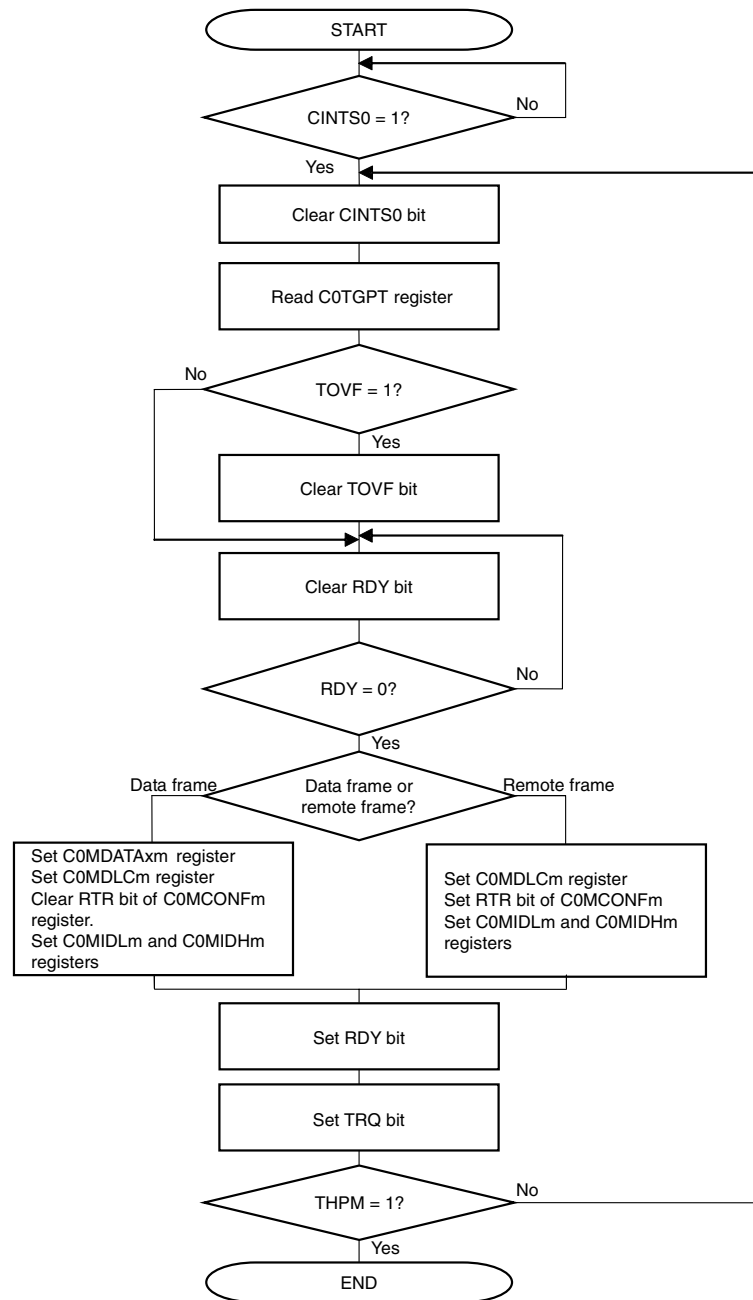 START
CINTS0 = 1?
No
Yes
Clear CINTS0 bit
Read C0TGPT register
No
TOVF = 1?
Yes
Clear TOVF bit
Clear RDY bit
RDY = 0?
No
Yes
Data frame
Data frame or
remote frame?
Remote frame
Set C0MDATAxm register
Set C0MDLCm register
Clear RTR bit of C0MCONFm
register.
Set C0MIDLm and C0MIDHm
registers
Set C0MDLCm register
Set RTR bit of C0MCONFm
Set C0MIDLm and C0MIDHm
registers
Set RDY bit
Set TRQ bit
THPM = 1?
No
Yes
END